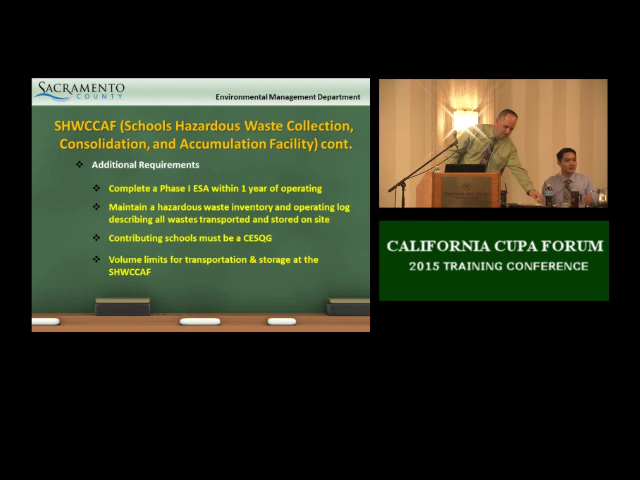 SACRAMENTO
COUNTY
Environmental Management Department
SHWCCAF (Schools Hazardous Waste Collection,
Consolidation, and Accumulation Facility) cont.
Additional Requirements
Complete a Phase I ESA within 1 year of operating
Maintain a hazardous waste inventory and operating log
describing all wastes transported and stored on site
Contributing schools must be a CESQG
Volume limits for transportation & storage at the
SHWCCAF
CALIFORNIA CUPA FORUM
2015 TRAINING CONFERENCE